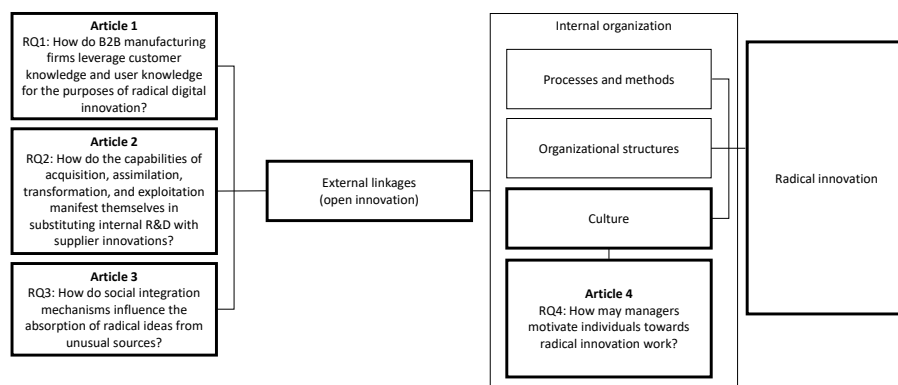 Article 1
RQ1: How do B2B manufacturing
firms leverage customer
knowledge and user knowledge
for the purposes of radical digital
innovation?
Article 2
RQ2: How do the capabilities of
acquisition, assimilation,
transformation, and exploitation
manifest themselves in
substituting internal R&D with
supplier innovations?
Article 3
RQ3: How do social integration
mechanisms influence the
absorption of radical ideas from
unusual sources?
External linkages
(open innovation)
Internal organization
Processes and methods
Organizational structures
Culture
Article 4
RQ4: How may managers
motivate individuals towards
radical innovation work?
Radical innovation